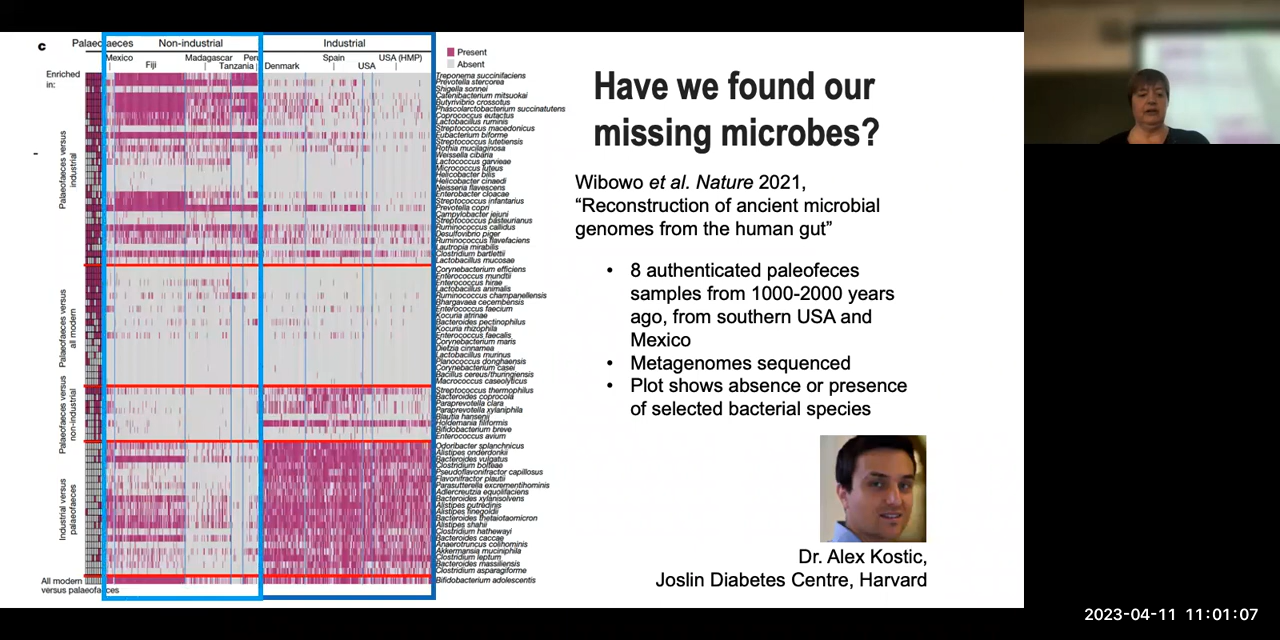 c
Palaeofaeces Non-industrial Industrial
Mexico Madagascar Peru Spain USA (HMP)
Fiji Tanzania Denmark USA
Present
Absent
Enriched
in:
Palaeofaeces versus
industrial
Palaeofaeces versus
all modern
Palaeofaeces versus
non-industrial
Industrial versus
palaeofaeces
All modern
versus palaeofaeces
Treponema succinifaciens
Prevotella stercorea
Shigella sonnei
Catenibacterium mitsuokai
Butyrivibrio crossotus
Phascolarctobacterium succinatutens
Coprococcus eutactus
Lactobacillus ruminis
Streptococcus macedonicus
Eubacterium biforme
Streptococcus lutetiensis
Rothia mucilaginosa
Weissella cibaria
Lactococcus garvieae
Micrococcus luteus
Helicobacter bilis
Helicobacter cinaedi
Neisseria flavescens
Enterobacter cloacae
Streptococcus infantarius
Prevotella copri
Campylobacter jejuni
Streptococcus pasteurianus
Ruminococcus callidus
Desulfovibrio piger
Ruminococcus flavefaciens
Lautropia mirabilis
Clostridium bartlettii
Lactobacillus mucosae
Corynebacterium efficiens
Enterococcus mundtii
Enterococcus hirae
Lactobacillus animalis
Ruminococcus champanellensis
Bhargavaea cecembensis
Enterococcus faecium
Kocuria atrinae
Bacteroides pectinophilus
Kocuria rhizophila
Enterococcus faecalis
Corynebacterium maris
Dietzia cinnamea
Lactobacillus murinus
Planococcus donghaensis
Corynebacterium casei
Bacillus cereus/thuringiensis
Macrococcus caseolyticus
Streptococcus thermophilus
Bacteroides coprocola
Paraprevotella clara
Paraprevotella xylaniphila
Blautia hansenii
Holdemania filiformis
Bifidobacterium breve
Enterococcus avium
Odoribacter splanchnicus
Alistipes onderdonkii
Bacteroides vulgatus
Clostridium bolteae
Pseudoflavonifractor capillosus
Flavonifractor plautii
Parasutterella excrementihominis
Adlercreutzia equolifaciens
Bacteroides xylanisolvens
Alistipes putredinis
Alistipes finegoldii
Bacteroides thetaiotaomicron
Alistipes shahii
Clostridium hathewayi
Bacteroides caccae
Anaerotruncus colihominis
Akkermansia muciniphila
Clostridium leptum
Bacteroides massiliensis
Clostridium asparagiforme
Bifidobacterium adolescentis
Have we found our
missing microbes?
Wibowo et al. Nature 2021,
“Reconstruction of ancient microbial
genomes from the human gut”
• 8 authenticated paleofeces
samples from 1000-2000 years
ago, from southern USA and
Mexico
• Metagenomes sequenced
• Plot shows absence or presence
of selected bacterial species
Dr. Alex Kostic,
Joslin Diabetes Centre, Harvard
2023-04-11 11:01:07